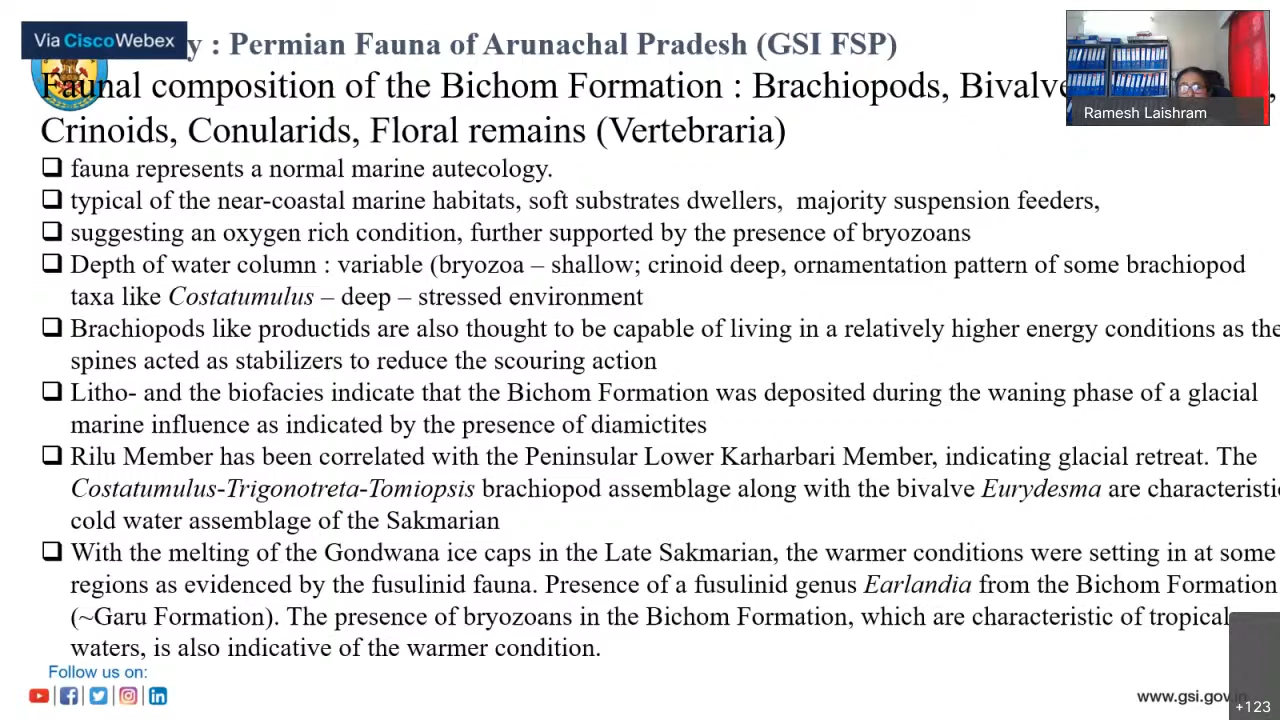 Via Cisco Webex
y : Permian Fauna of Arunachal Pradesh (GSI FSP)
Faunal composition of the Bichom Formation : Brachiopods, Bivalve
Crinoids, Conularids, Floral remains (Vertebraria)
Ramesh Laishram
❑ fauna represents a normal marine autecology.
❑ typical of the near-coastal marine habitats, soft substrates dwellers, majority suspension feeders,
❑ suggesting an oxygen rich condition, further supported by the presence of bryozoans
❑ Depth of water column : variable (bryozoa – shallow; crinoid deep, ornamentation pattern of some brachiopod
taxa like Costatumulus – deep – stressed environment
❑ Brachiopods like productids are also thought to be capable of living in a relatively higher energy conditions as the
spines acted as stabilizers to reduce the scouring action
❑ Litho- and the biofacies indicate that the Bichom Formation was deposited during the waning phase of a glacial
marine influence as indicated by the presence of diamictites
❑ Rilu Member has been correlated with the Peninsular Lower Karharbari Member, indicating glacial retreat. The
Costatumulus-Trigonotreta-Tomiopsis brachiopod assemblage along with the bivalve Eurydesma are characteristi
cold water assemblage of the Sakmarian
❑ With the melting of the Gondwana ice caps in the Late Sakmarian, the warmer conditions were setting in at some
regions as evidenced by the fusulinid fauna. Presence of a fusulinid genus Earlandia from the Bichom Formation
(~Garu Formation). The presence of bryozoans in the Bichom Formation, which are characteristic of tropical
waters, is also indicative of the warmer condition.
Follow us on:
www.gsi.gov.in
+123